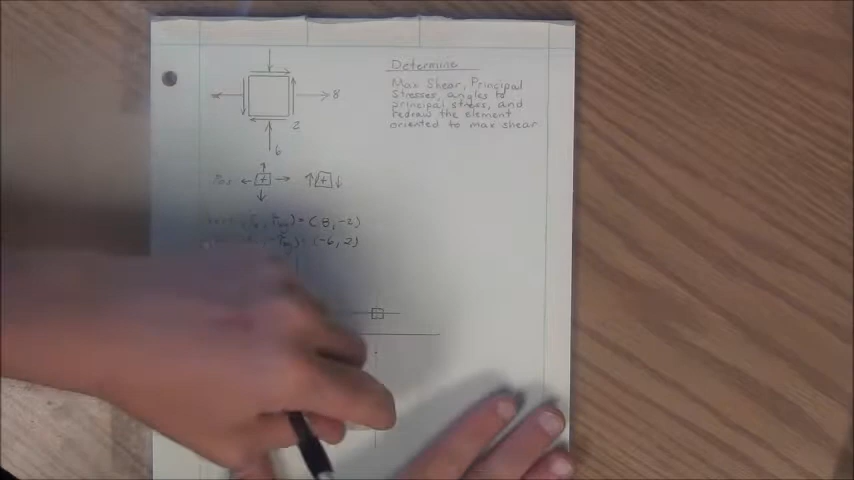 Determine
Max Shear, Principal
Stresses, angles to
principal stress, and
redraw the element
oriented to max shear
8
2
6
Pos
+
+
= (8, -2)
(-6, 2)